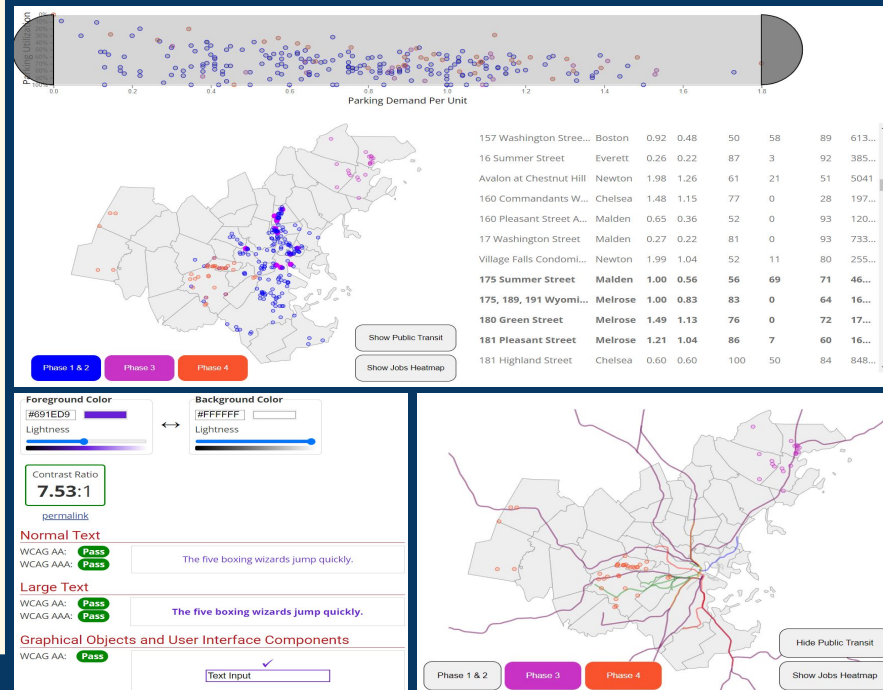 Parking Utilization
100%
0.0 0.2 0.4 0.6 0.8 1.0 1.2 1.4 1.6 1.8
Parking Demand Per Unit
157 Washington Stree... Boston 0.92 0.48 50 58 89 613...
16 Summer Street Everett 0.26 0.22 87 3 92 385...
Avalon at Chestnut Hill Newton 1.98 1.26 61 21 51 5041
160 Commandants W... Chelsea 1.48 1.15 77 0 28 197...
160 Pleasant Street A... Malden 0.65 0.36 52 0 93 120...
17 Washington Street Malden 0.27 0.22 81 0 93 733...
Village Falls Condomi... Newton 1.99 1.04 52 11 80 255...
175 Summer Street Malden 1.00 0.56 56 69 71 46...
175, 189, 191 Wyomi... Melrose 1.00 0.83 83 0 64 16...
180 Green Street Melrose 1.49 1.13 76 0 72 17...
181 Pleasant Street Melrose 1.21 1.04 86 7 60 16...
181 Highland Street Chelsea 0.60 0.60 100 50 84 848...
Show Public Transit
Show Jobs Heatmap
Phase 1 & 2 Phase 3 Phase 4
Foreground Color
#691ED9
Lightness
Background Color
#FFFFFF
Lightness
Contrast Ratio
7.53:1
permalink
Normal Text
WCAG AA: Pass
WCAG AAA: Pass
The five boxing wizards jump quickly.
Large Text
WCAG AA: Pass
WCAG AAA: Pass
The five boxing wizards jump quickly.
Graphical Objects and User Interface Components
WCAG AA: Pass
Text Input
Hide Public Transit
Show Jobs Heatmap
Phase 1 & 2 Phase 3 Phase 4